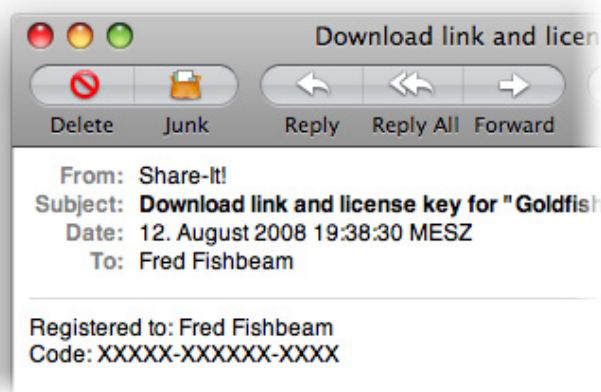 Download link and licen
Delete Junk Reply Reply All Forward
From: Share-It!
Subject: Download link and license key for "Goldfish
Date: 12. August 2008 19:38:30 MESZ
To: Fred Fishbeam
Registered to: Fred Fishbeam
Code: XXXXX-XXXXXX-XXXX